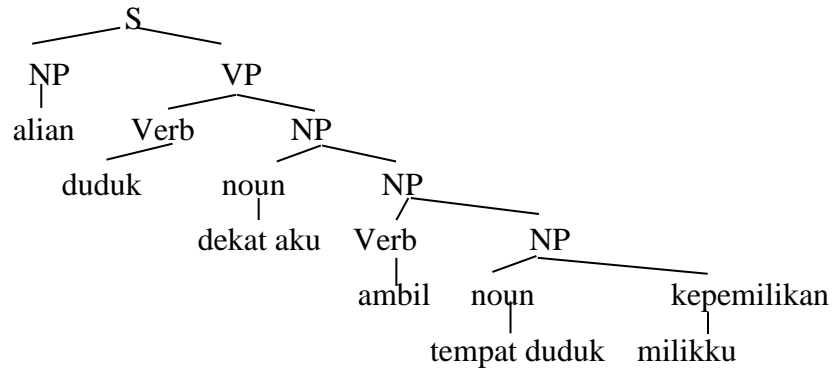 S
NP VP
alian Verb NP
duduk noun NP
dekat aku Verb NP
ambil noun kepemilikan
tempat duduk milikku